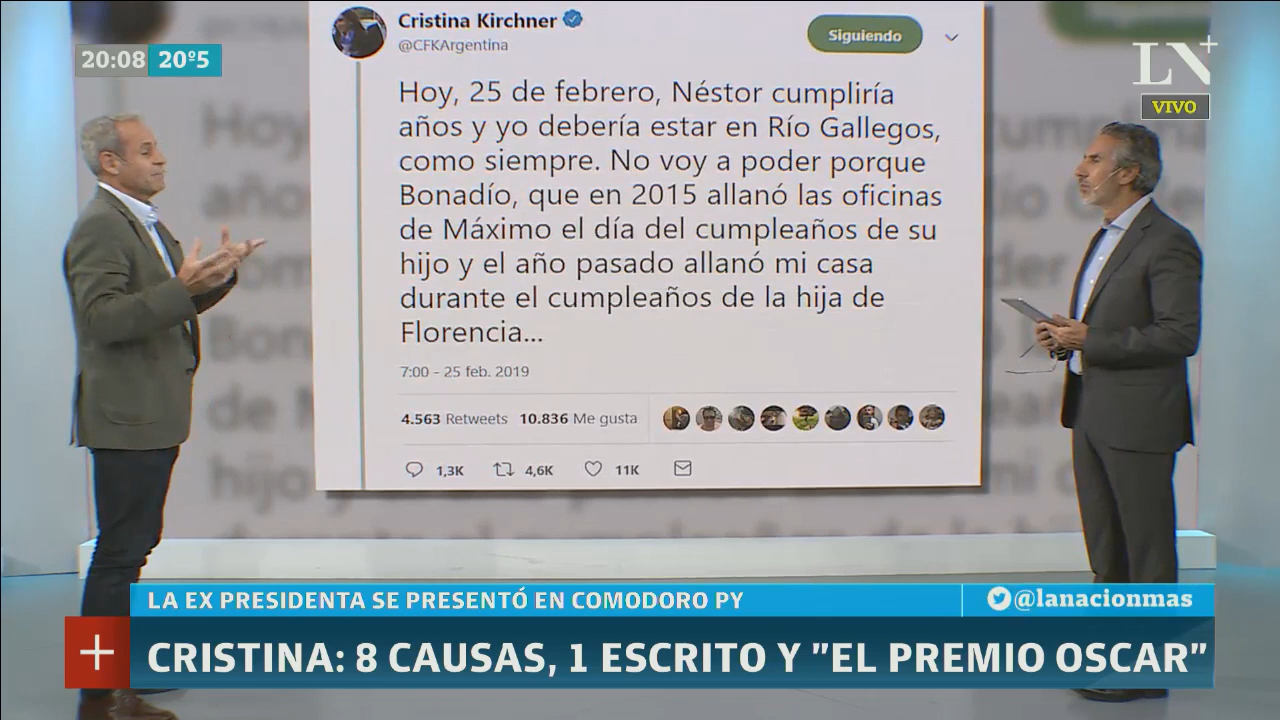 Cristina Kirchner
@CFKArgentina
Siguiendo
20:08 20º5
LN+
VIVO
Hoy, 25 de febrero, Néstor cumpliría
años y yo debería estar en Río Gallegos,
como siempre. No voy a poder porque
Bonadío, que en 2015 allanó las oficinas
de Máximo el día del cumpleaños de su
hijo y el año pasado allanó mi casa
durante el cumpleaños de la hija de
Florencia...
7:00 - 25 feb. 2019
4.563 Retweets 10.836 Me gusta
1,3K 4,6K 11K
LA EX PRESIDENTA SE PRESENTÓ EN COMODORO PY
@lanacionmas
CRISTINA: 8 CAUSAS, 1 ESCRITO Y "EL PREMIO OSCAR"